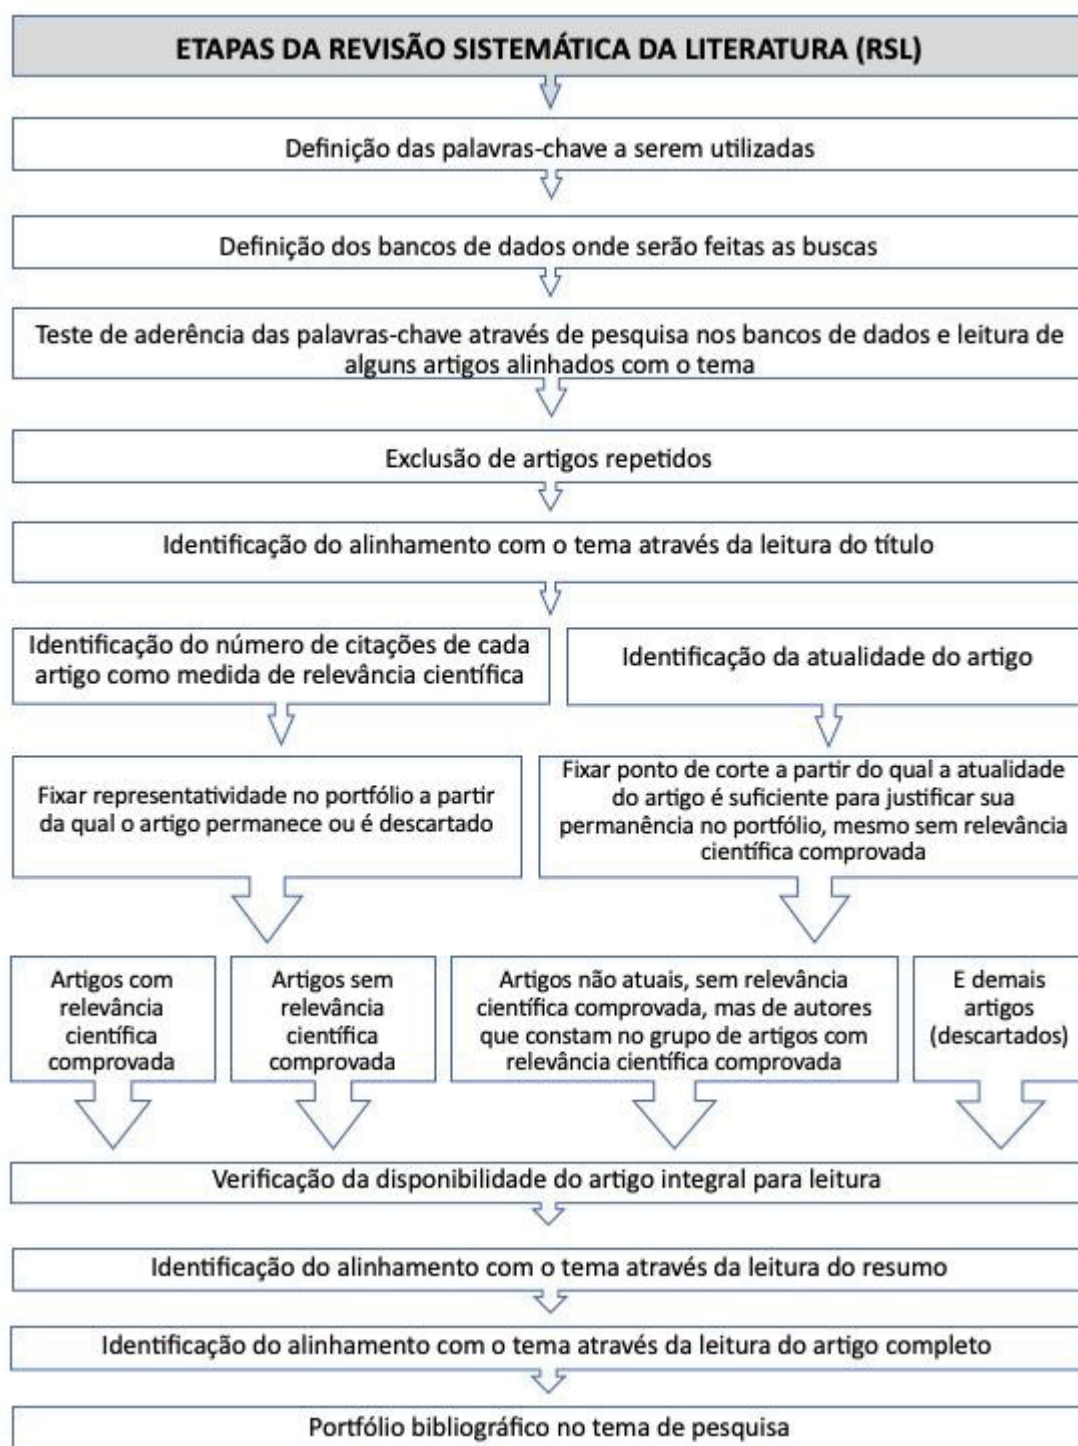 ETAPAS DA REVISÃO SISTEMÁTICA DA LITERATURA (RSL)
Definição das palavras-chave a serem utilizadas
Definição dos bancos de dados onde serão feitas as buscas
Teste de aderência das palavras-chave através de pesquisa nos bancos de dados e leitura de
alguns artigos alinhados com o tema
Exclusão de artigos repetidos
Identificação do alinhamento com o tema através da leitura do título
Identificação do número de citações de cada
artigo como medida de relevância científica
Identificação da atualidade do artigo
Fixar representatividade no portfólio a partir
da qual o artigo permanece ou é descartado
Fixar ponto de corte a partir do qual a atualidade
do artigo é suficiente para justificar sua
permanência no portfólio, mesmo sem relevância
científica comprovada
Artigos com
relevância
científica
comprovada
Artigos sem
relevância
científica
comprovada
Artigos não atuais, sem relevância
científica comprovada, mas de autores
que constam no grupo de artigos com
relevância científica comprovada
E demais
artigos
(descartados)
Verificação da disponibilidade do artigo integral para leitura
Identificação do alinhamento com o tema através da leitura do resumo
Identificação do alinhamento com o tema através da leitura do artigo completo
Portfólio bibliográfico no tema de pesquisa